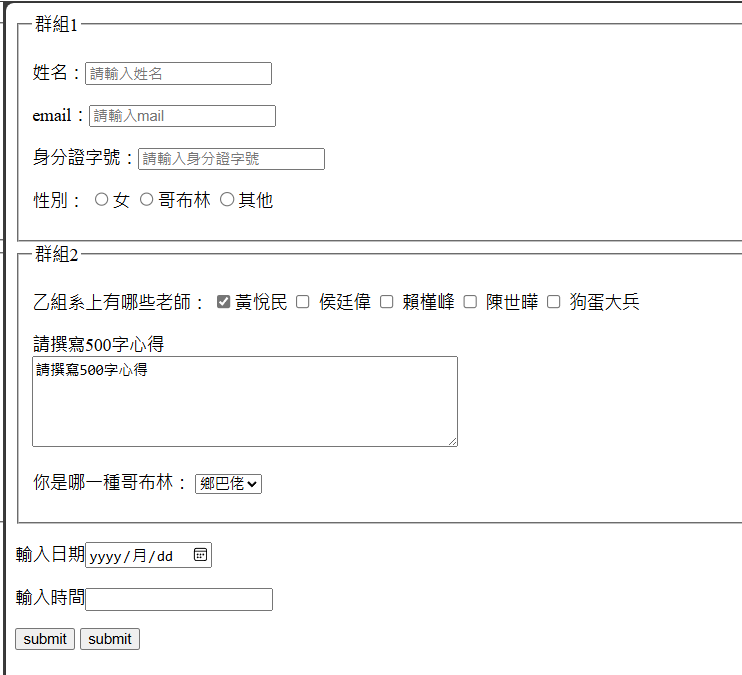 群組1
姓名：請輸入姓名
email：請輸入mail
身分證字號：請輸入身分證字號
性別： 女 哥布林 其他
群組2
乙組系上有哪些老師： 黃悅民 侯廷偉 賴槿峰 陳世曄 狗蛋大兵
請撰寫500字心得
請撰寫500字心得
你是哪一種哥布林： 鄉巴佬
輸入日期 yyyy/月/dd
輸入時間
submit submit